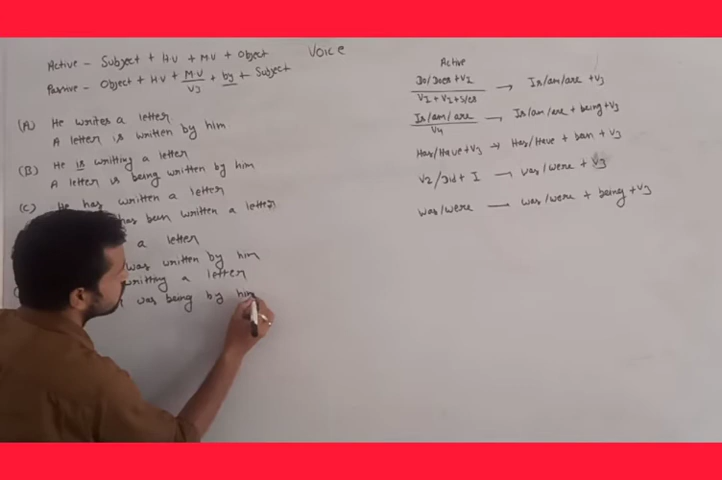 Active - Subject + HV + MV + Object
Voice
Passive - Object + HV + MV + by + Subject
V3
(A) He writes a letter
A letter is written by him
(B) He is writting a letter
A letter is being written by him
(C) He has written a letter
has been written a letter
a letter
was written by him
writting a letter
was being by him
Active
Do/Does + V1 → Is/am/are + V3
V1 + V1 + s/es
Is/am/are → Is/am/are + being + V3
V4
Has/Have + V3 → Has/Have + been + V3
V2/Did + I → was/were + V3
was/were → was/were + being + V3